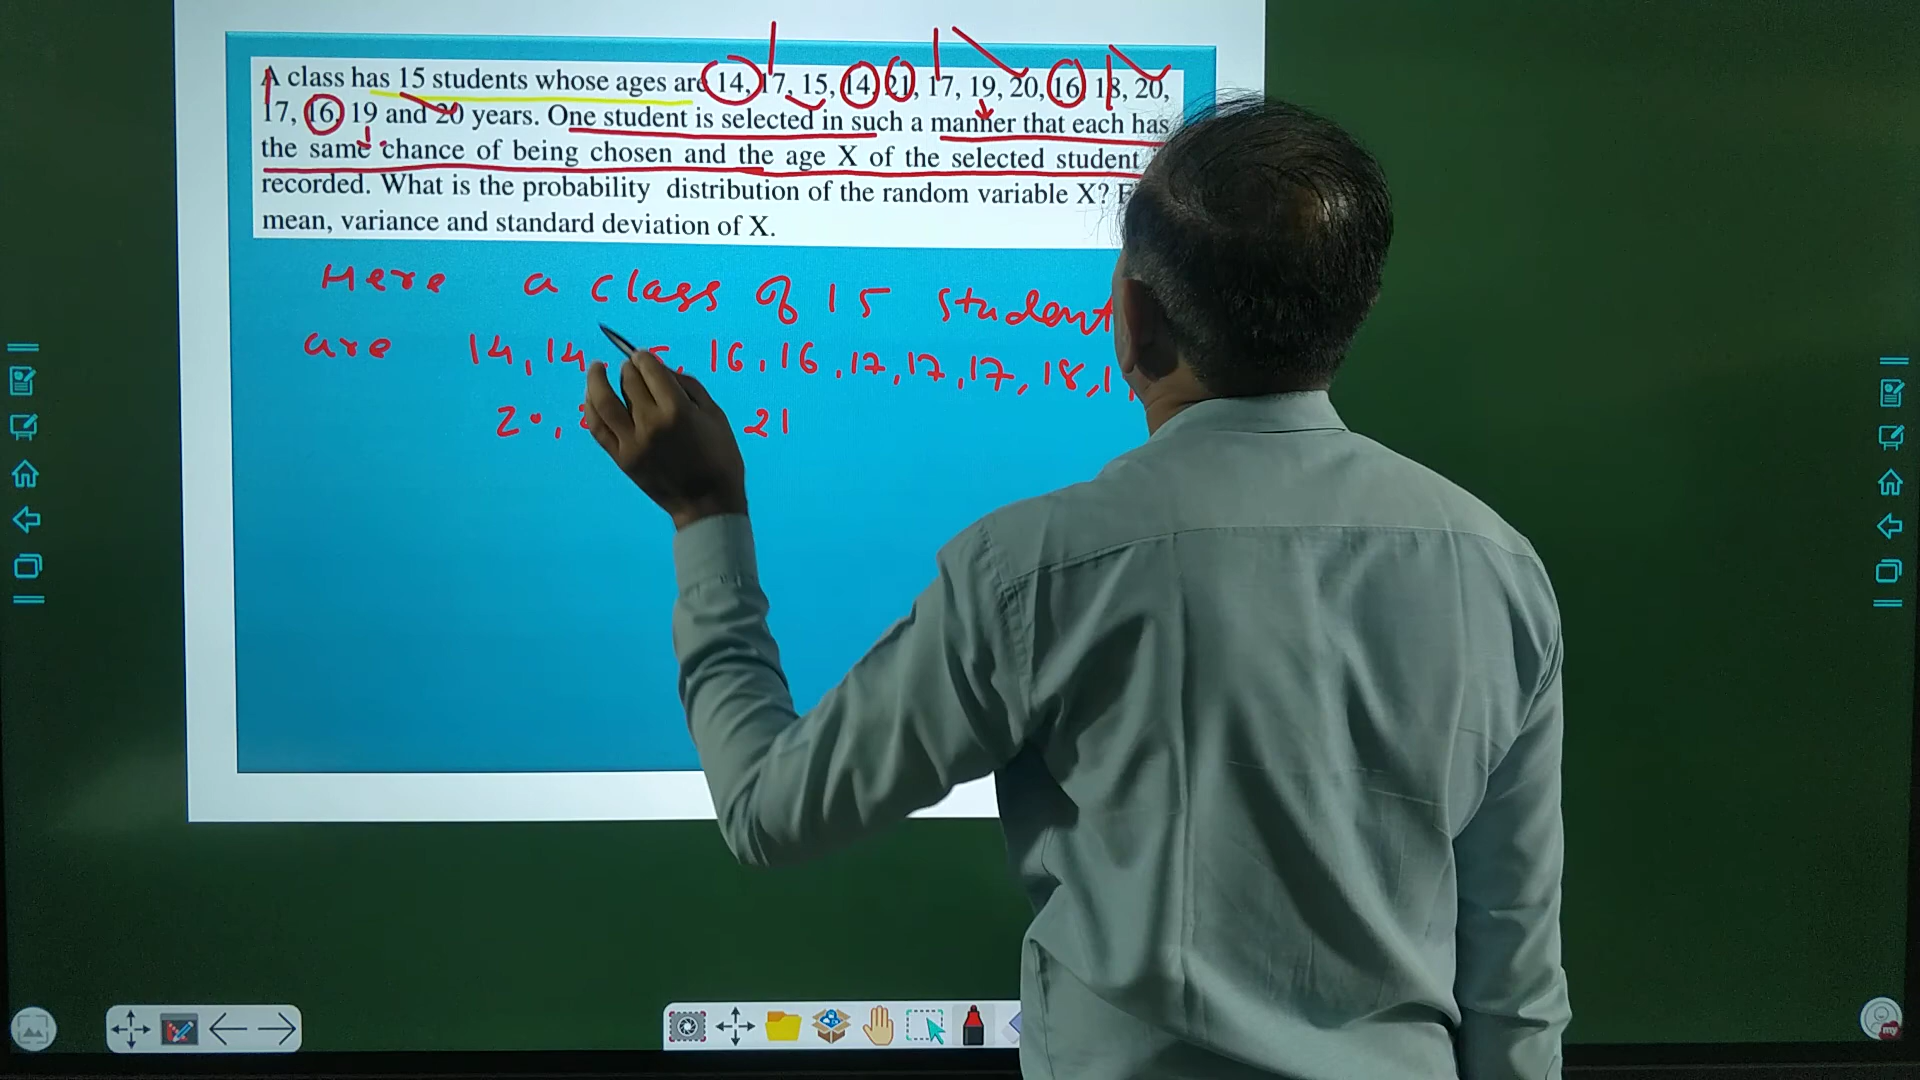 A class has 15 students whose ages are 14, 17, 15, 14, 21, 17, 19, 20, 16, 18, 20,
17, 16, 19 and 20 years. One student is selected in such a manner that each has
the same chance of being chosen and the age X of the selected student
recorded. What is the probability distribution of the random variable X?
mean, variance and standard deviation of X.
Here a class of 15 student
are 14, 14, 16, 16, 17, 17, 17, 18,
20, 21
my